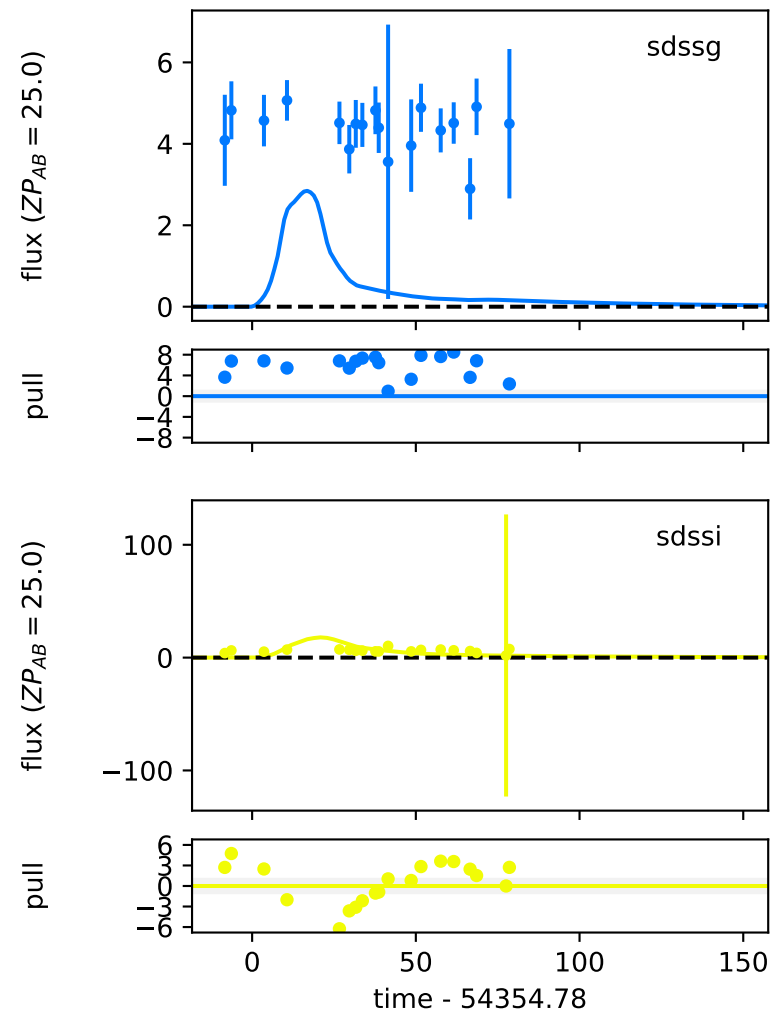 sdssg
flux (ZP_AB = 25.0)
6
4
2
0
pull
8
4
0
−4
−8
sdssi
flux (ZP_AB = 25.0)
100
0
−100
pull
6
3
0
−3
−6
0 50 100 150
time - 54354.78